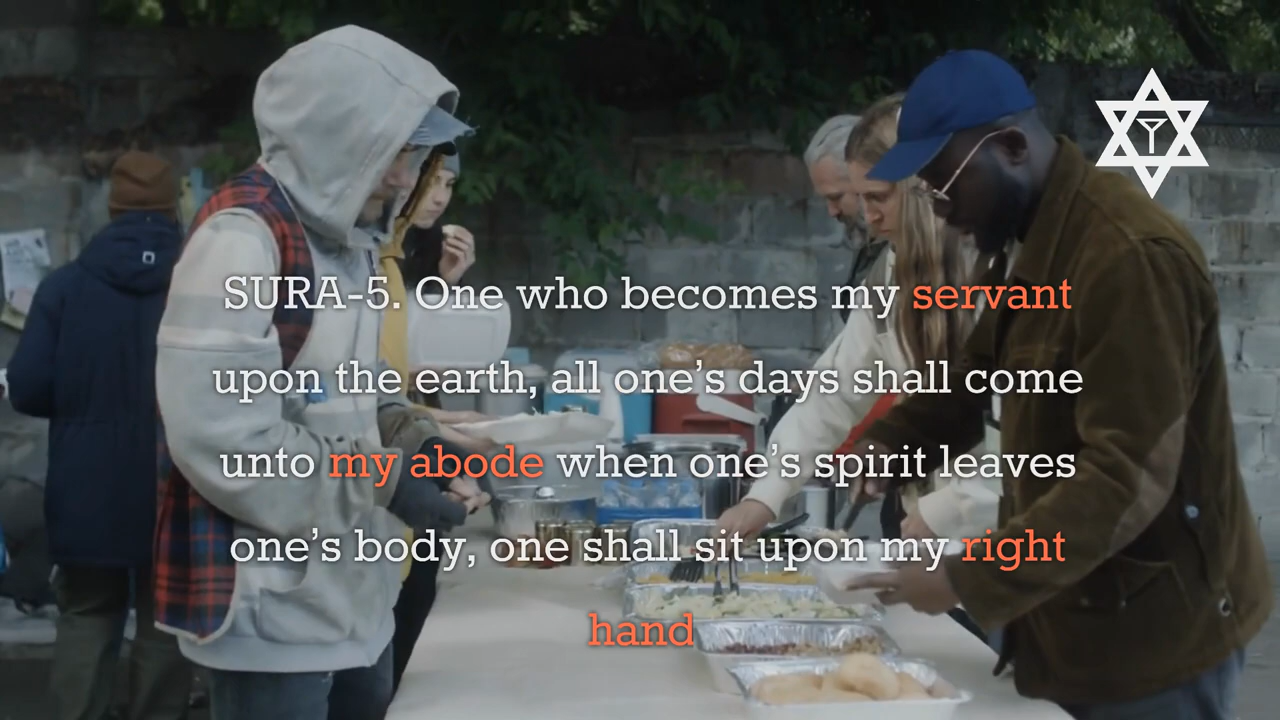 SURA-5. One who becomes my servant
upon the earth, all one’s days shall come
unto my abode when one’s spirit leaves
one’s body, one shall sit upon my right
hand